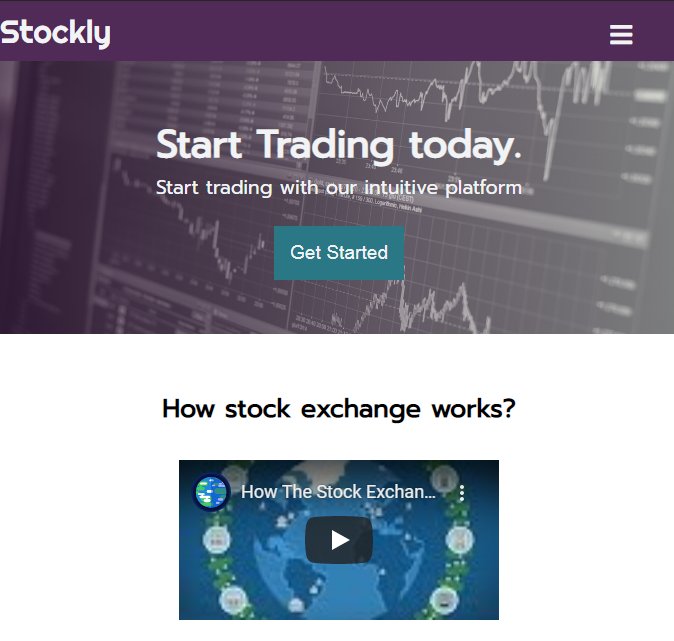 Stockly
Start Trading today.
Start trading with our intuitive platform
Get Started
How stock exchange works?
How The Stock Exchan...